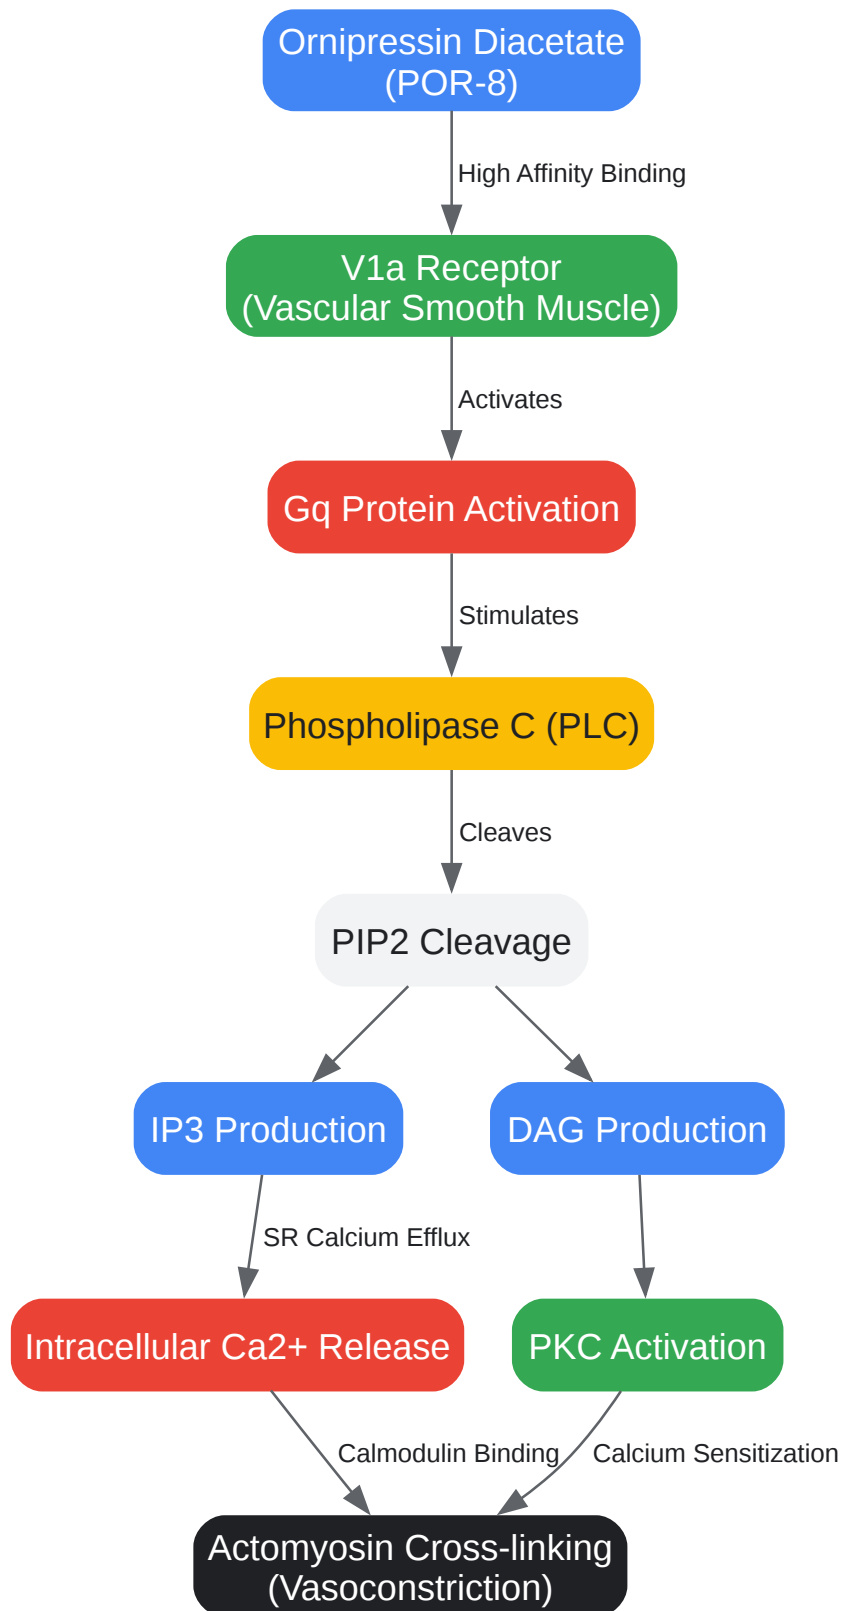 Ornipressin Diacetate
(POR-8)
High Affinity Binding
V1a Receptor
(Vascular Smooth Muscle)
Activates
Gq Protein Activation
Stimulates
Phospholipase C (PLC)
Cleaves
PIP2 Cleavage
IP3 Production
DAG Production
SR Calcium Efflux
Intracellular Ca2+ Release
PKC Activation
Calmodulin Binding
Calcium Sensitization
Actomyosin Cross-linking
(Vasoconstriction)